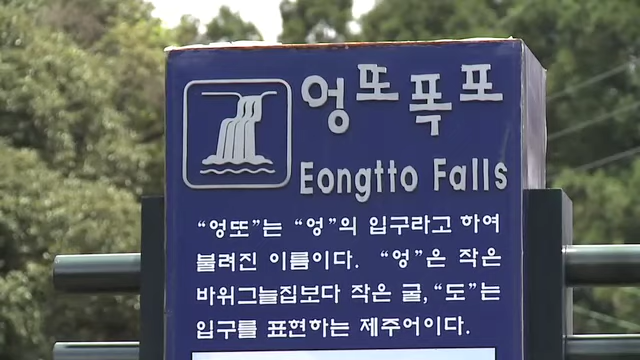 엉또폭포
Eongtto Falls
“엉또”는 “엉”의 입구라고 하여
불려진 이름이다. “엉”은 작은
바위그늘집보다 작은 굴, “도”는
입구를 표현하는 제주어이다.